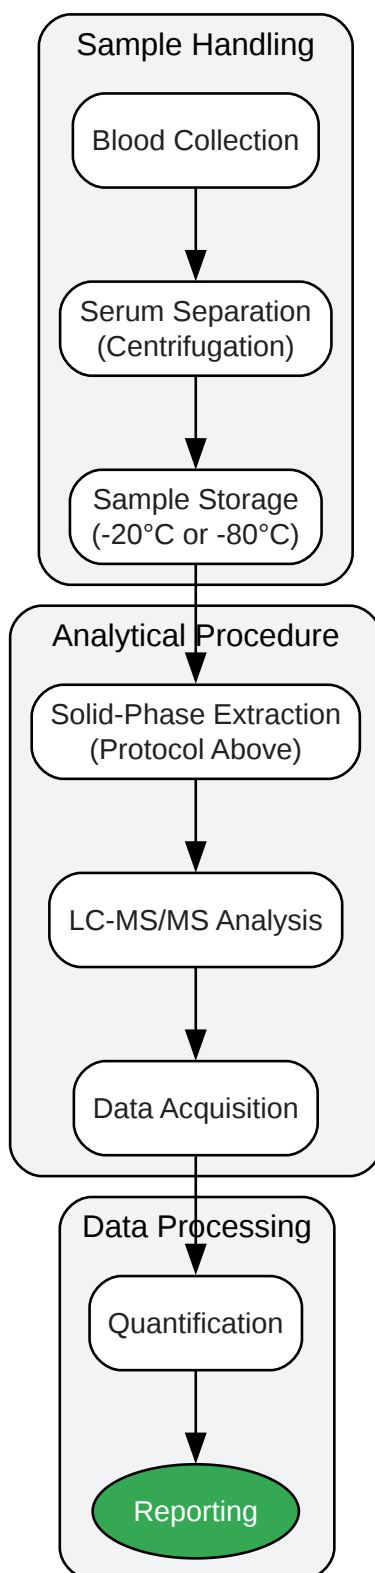 Sample Handling
Blood Collection
Serum Separation
(Centrifugation)
Sample Storage
(-20°C or -80°C)
Analytical Procedure
Solid-Phase Extraction
(Protocol Above)
LC-MS/MS Analysis
Data Acquisition
Data Processing
Quantification
Reporting